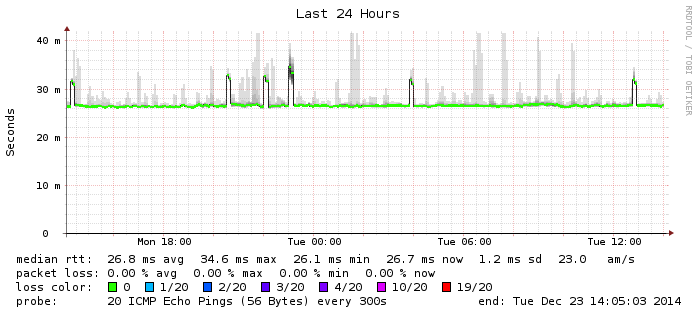 Last 24 Hours
RRDTOOL / TOBI OETIKER
Seconds
40 m
30 m
20 m
10 m
0
Mon 18:00 Tue 00:00 Tue 06:00 Tue 12:00
median rtt: 26.8 ms avg 34.6 ms max 26.1 ms min 26.7 ms now 1.2 ms sd 23.0 am/s
packet loss: 0.00 % avg 0.00 % max 0.00 % min 0.00 % now
loss color: 0 1/20 2/20 3/20 4/20 10/20 19/20
probe: 20 ICMP Echo Pings (56 Bytes) every 300s end: Tue Dec 23 14:05:03 2014